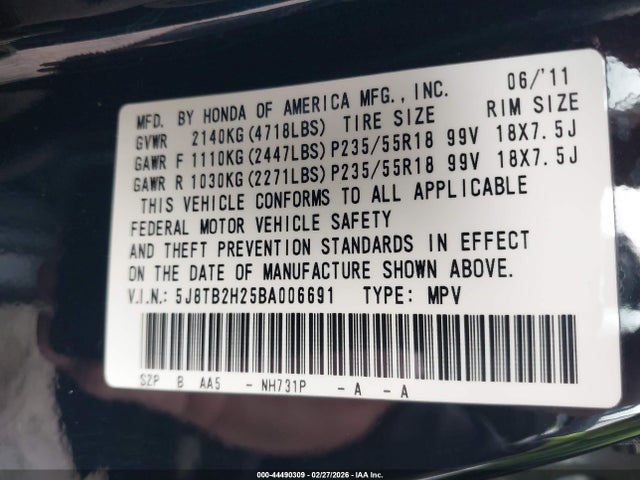 MFD. BY HONDA OF AMERICA MFG., INC. 06/'11
GVWR 2140KG(4718LBS) TIRE SIZE RIM SIZE
GAWR F 1110KG(2447LBS) P235/55R18 99V 18X7.5J
GAWR R 1030KG(2271LBS) P235/55R18 99V 18X7.5J
THIS VEHICLE CONFORMS TO ALL APPLICABLE
FEDERAL MOTOR VEHICLE SAFETY
AND THEFT PREVENTION STANDARDS IN EFFECT
ON THE DATE OF MANUFACTURE SHOWN ABOVE.
V.I.N.: 5J8TB2H25BA006691 TYPE: MPV
SZP B AA5 - NH731P - A - A
000-44490309 - 02/27/2026 - IAA Inc.